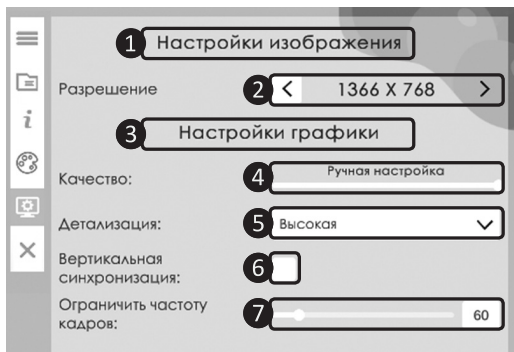 1 Настройки изображения
Разрешение 2 < 1366 X 768 >
3 Настройки графики
Качество: 4 Ручная настройка
Детализация: 5 Высокая
Вертикальная
синхронизация: 6
Ограничить частоту
кадров: 7 60